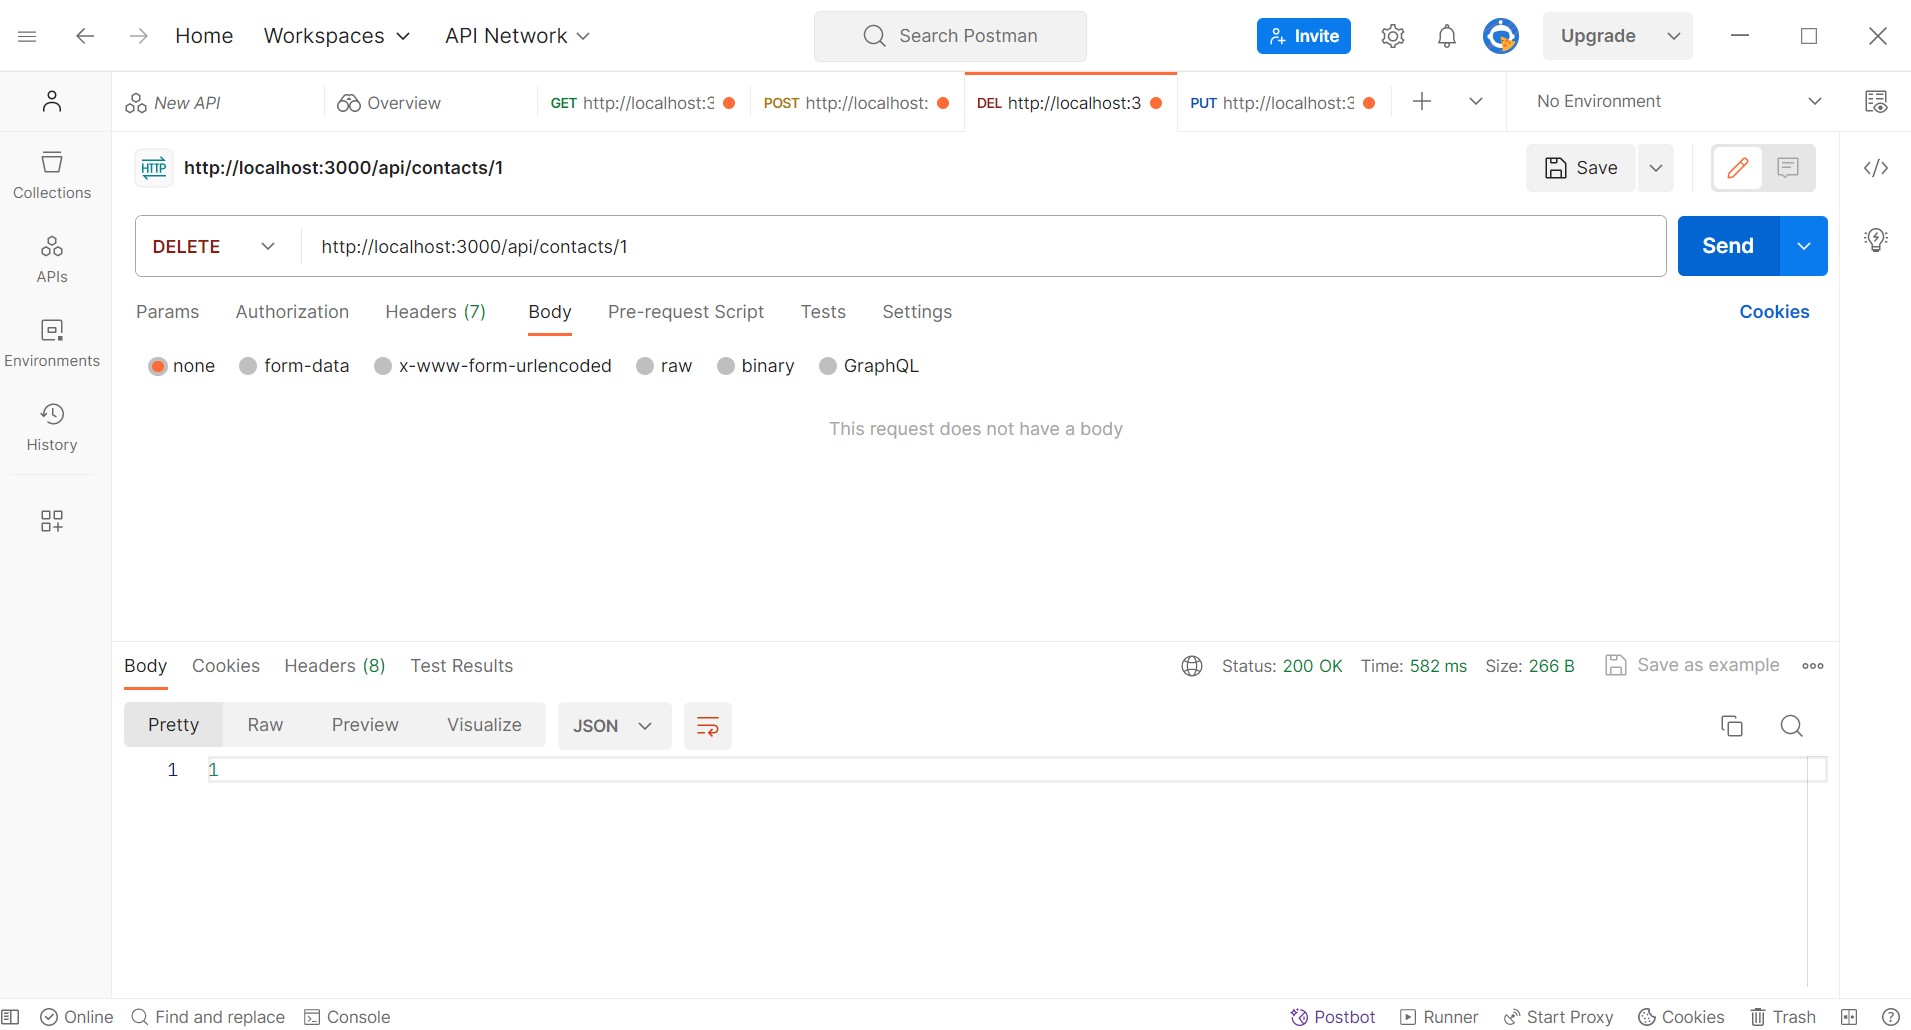 Home Workspaces API Network Search Postman Invite Upgrade
New API Overview GET http://localhost:3 POST http://localhost: DEL http://localhost:3 PUT http://localhost:3 No Environment
HTTP http://localhost:3000/api/contacts/1 Save
Collections
APIs
Environments
History
DELETE http://localhost:3000/api/contacts/1 Send
Params Authorization Headers (7) Body Pre-request Script Tests Settings Cookies
none form-data x-www-form-urlencoded raw binary GraphQL
This request does not have a body
Body Cookies Headers (8) Test Results Status: 200 OK Time: 582 ms Size: 266 B Save as example
Pretty Raw Preview Visualize JSON
1 1
Online Find and replace Console Postbot Runner Start Proxy Cookies Trash